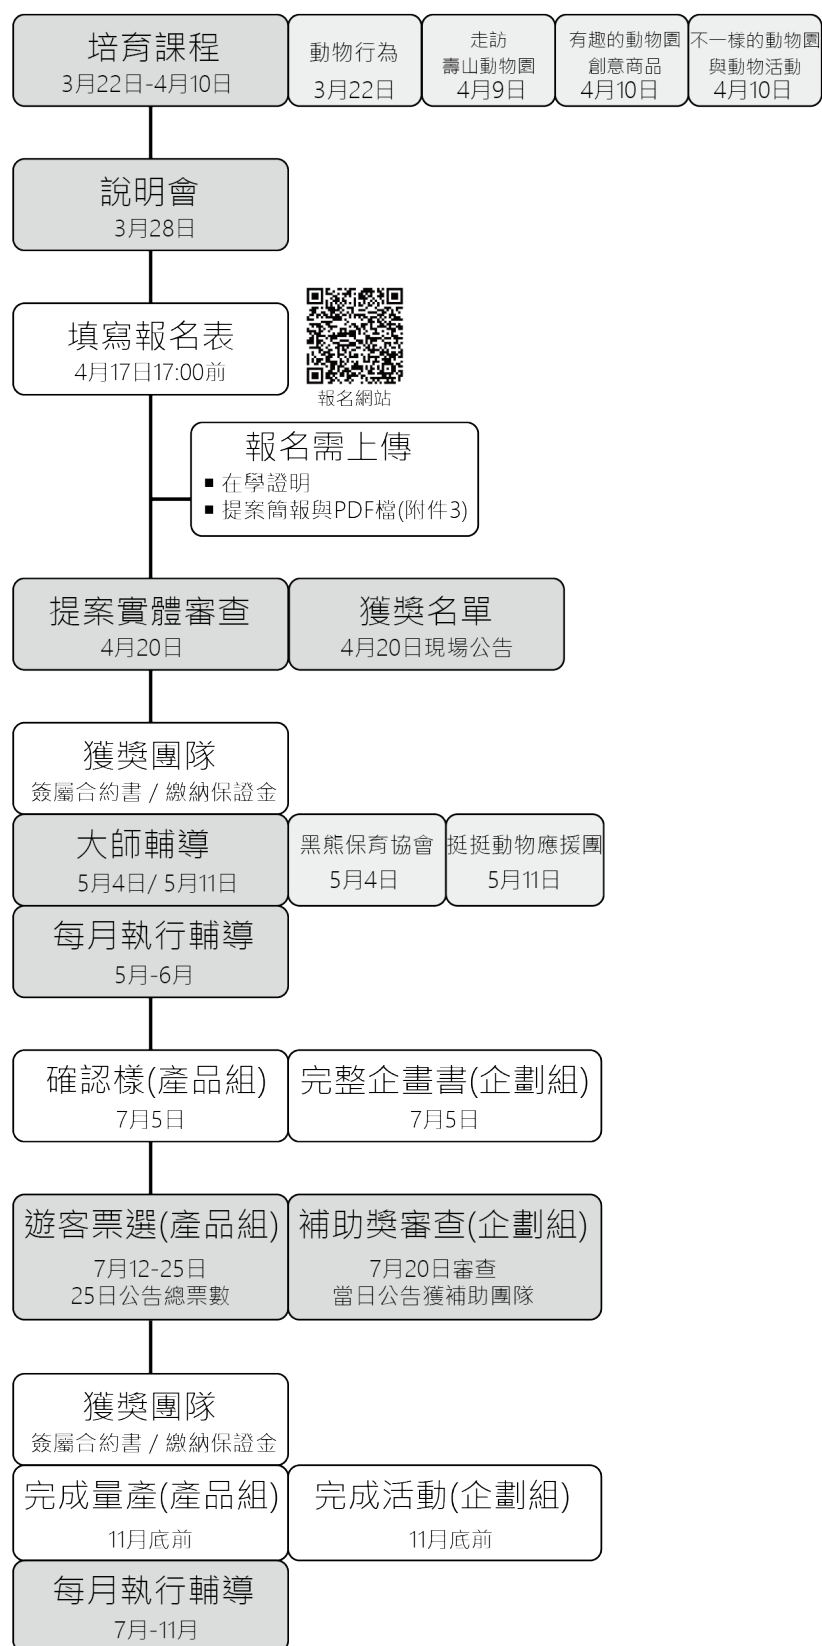 培育課程
3月22日-4月10日
動物行為
3月22日
走訪
壽山動物園
4月9日
有趣的動物園
創意商品
4月10日
不一樣的動物園
與動物活動
4月10日
說明會
3月28日
填寫報名表
4月17日17:00前
報名網站
報名需上傳
▪ 在學證明
▪ 提案簡報與PDF檔(附件3)
提案實體審查
4月20日
獲獎名單
4月20日現場公告
獲獎團隊
簽屬合約書 / 繳納保證金
大師輔導
5月4日/ 5月11日
黑熊保育協會
5月4日
挺挺動物應援團
5月11日
每月執行輔導
5月-6月
確認樣(產品組)
7月5日
完整企畫書(企劃組)
7月5日
遊客票選(產品組)
7月12-25日
25日公告總票數
補助獎審查(企劃組)
7月20日審查
當日公告獲補助團隊
獲獎團隊
簽屬合約書 / 繳納保證金
完成量產(產品組)
11月底前
完成活動(企劃組)
11月底前
每月執行輔導
7月-11月